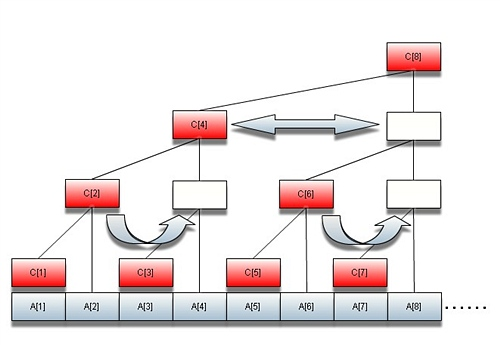 C[8]
C[4]
C[2] C[6]
C[1] C[3] C[5] C[7]
A[1] A[2] A[3] A[4] A[5] A[6] A[7] A[8] ······